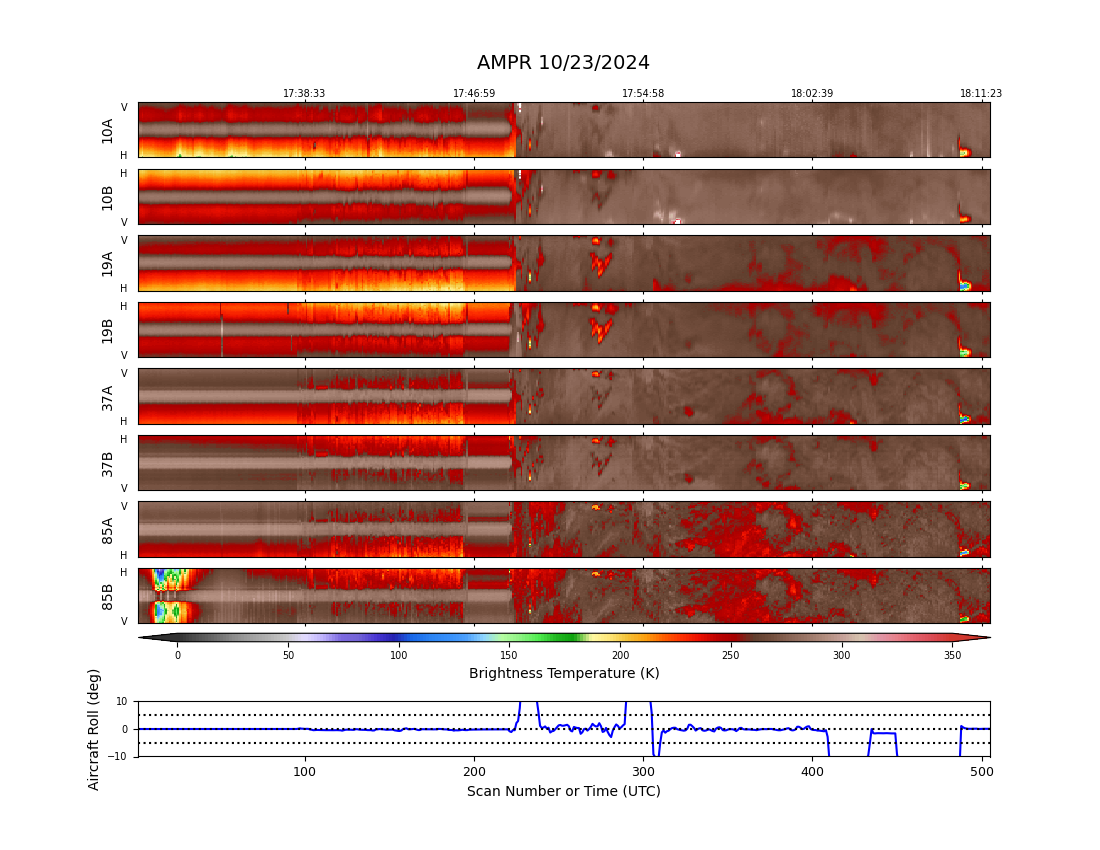 AMPR 10/23/2024
17:38:33 17:46:59 17:54:58 18:02:39 18:11:23
V
10A
H
H
10B
V
V
19A
H
H
19B
V
V
37A
H
H
37B
V
V
85A
H
H
85B
V
0 50 100 150 200 250 300 350
Brightness Temperature (K)
Aircraft Roll (deg)
10
0
−10
100 200 300 400 500
Scan Number or Time (UTC)